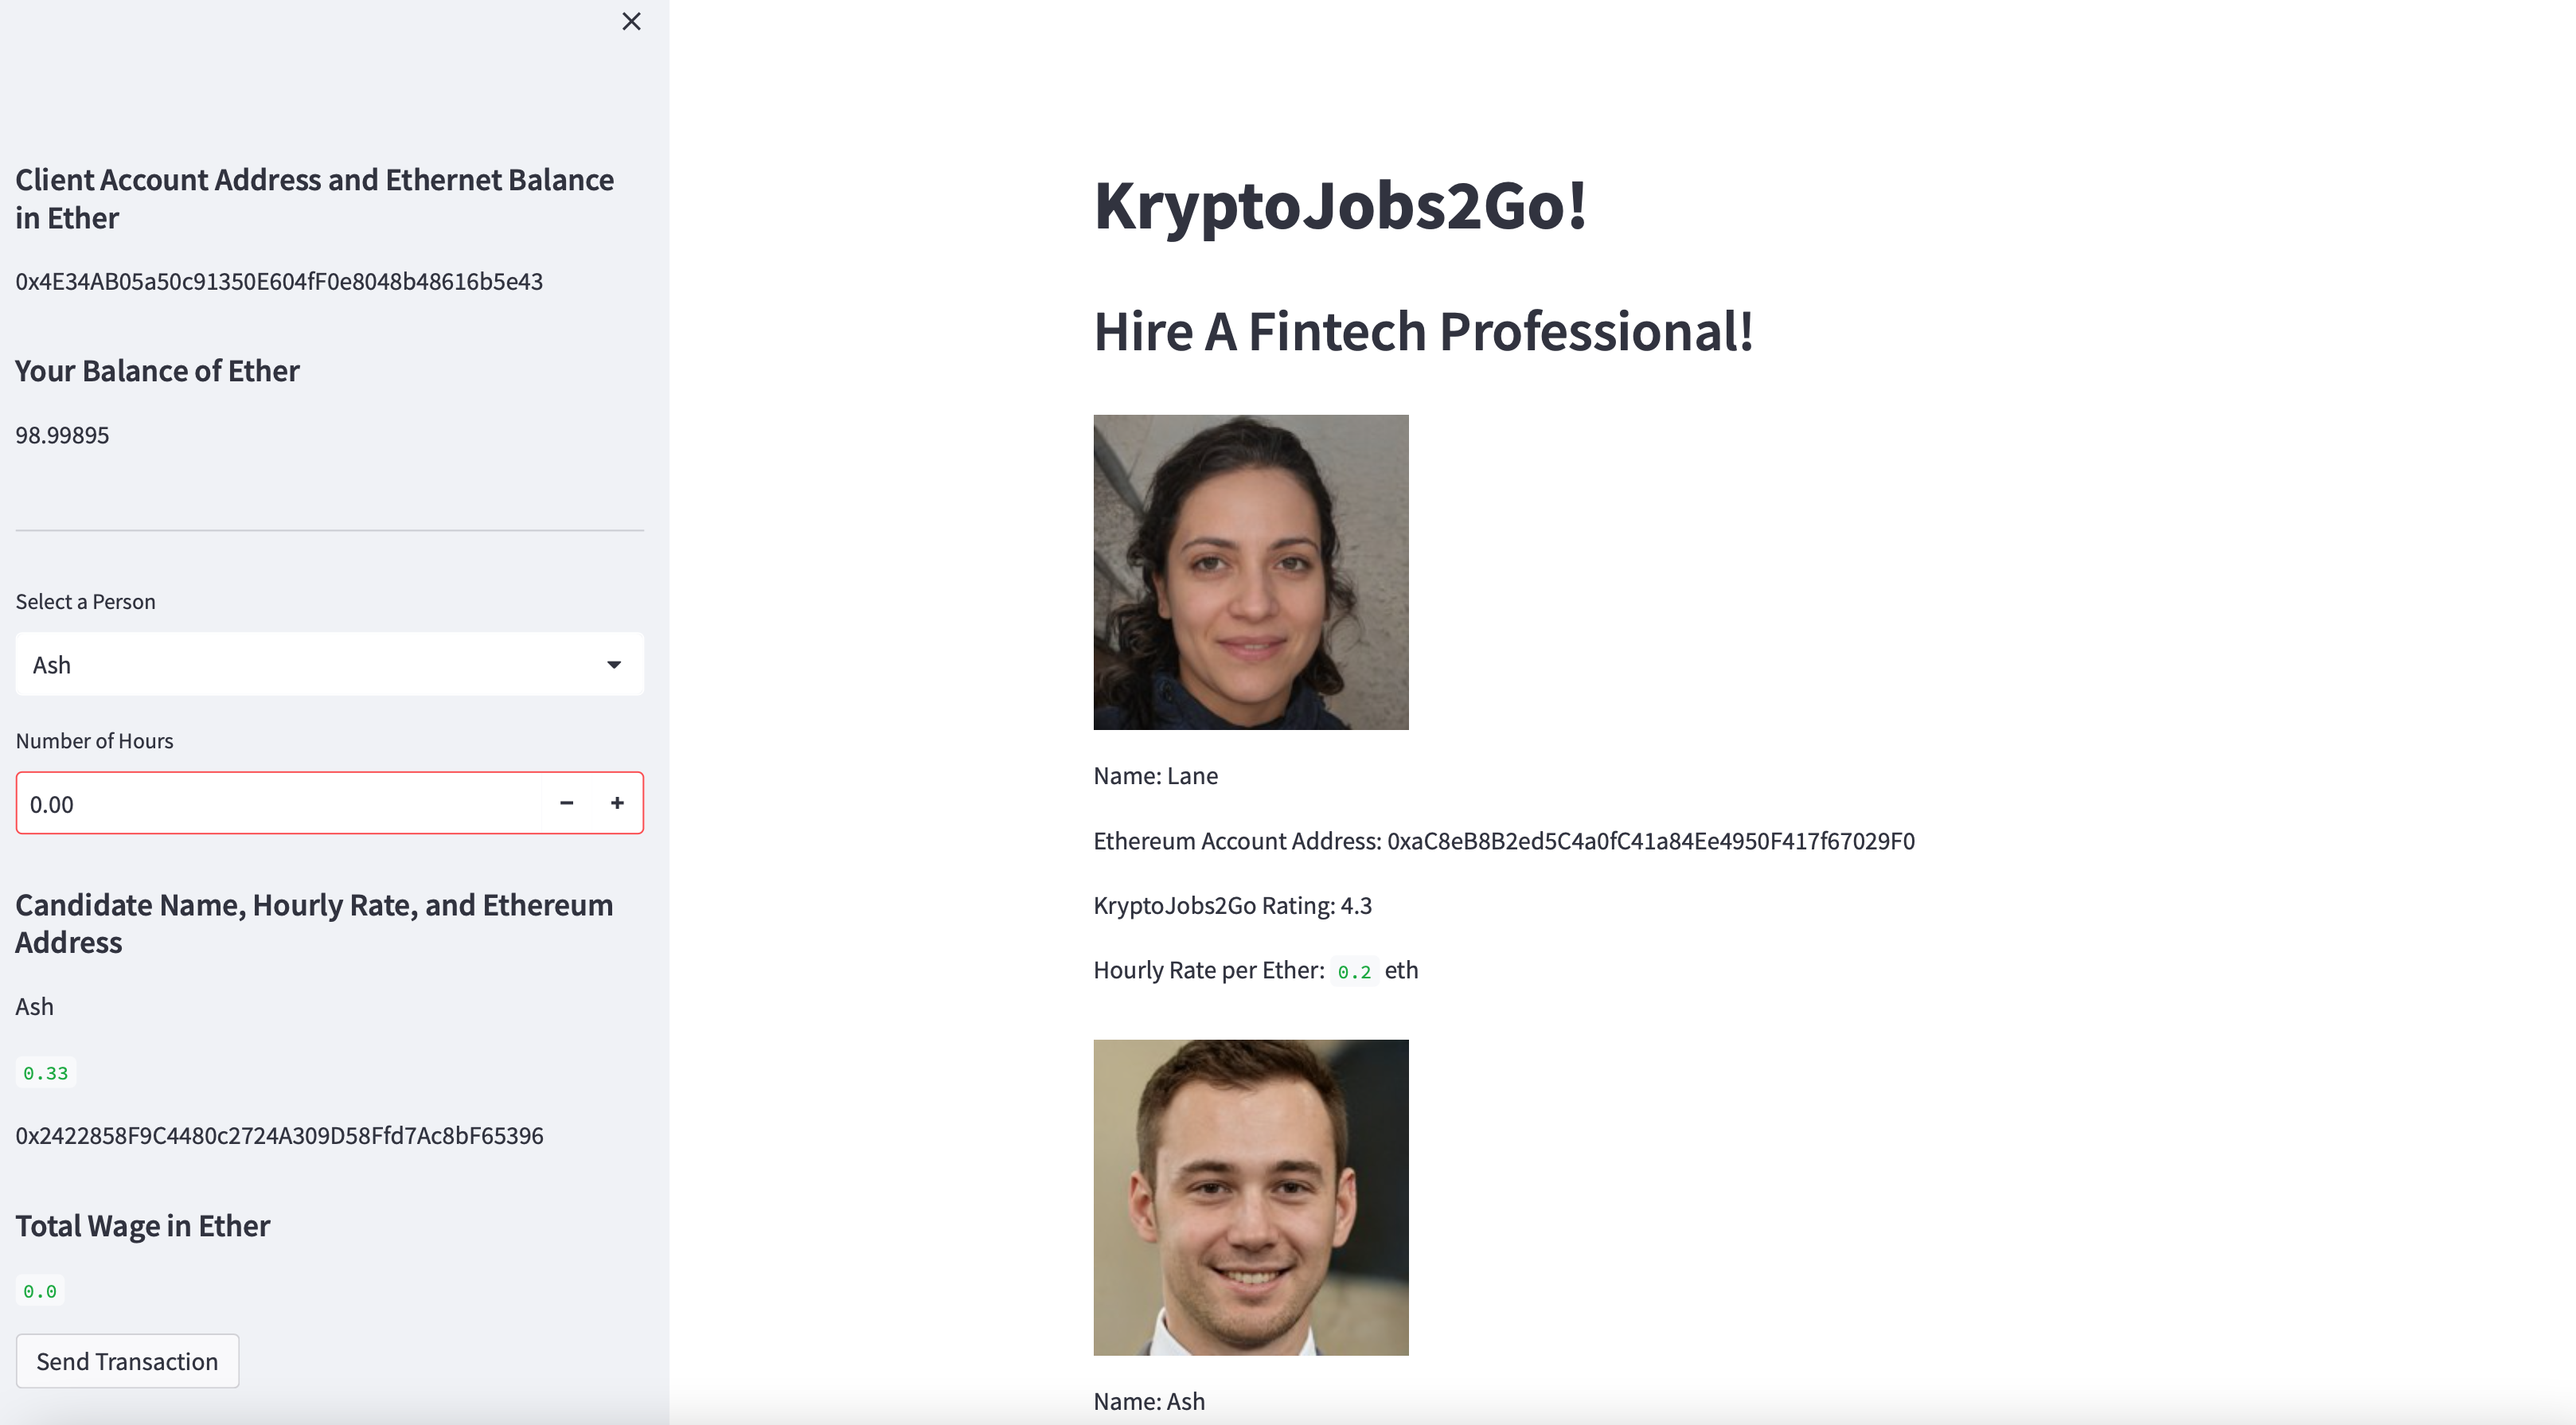 Client Account Address and Ethernet Balance
in Ether
0x4E34AB05a50c91350E604fF0e8048b48616b5e43
Your Balance of Ether
98.99895
Select a Person
Ash
Number of Hours
0.00
Candidate Name, Hourly Rate, and Ethereum
Address
Ash
0.33
0x2422858F9C4480c2724A309D58Ffd7Ac8bF65396
Total Wage in Ether
0.0
Send Transaction
KryptoJobs2Go!
Hire A Fintech Professional!
Name: Lane
Ethereum Account Address: 0xaC8eB8B2ed5C4a0fC41a84Ee4950F417f67029F0
KryptoJobs2Go Rating: 4.3
Hourly Rate per Ether: 0.2 eth
Name: Ash